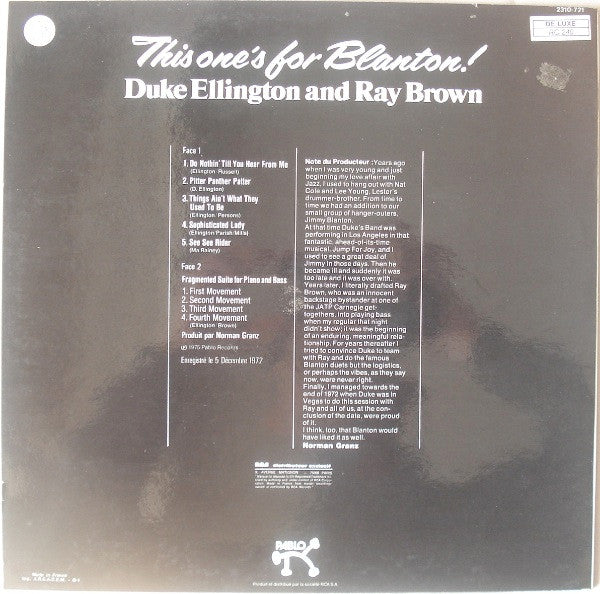 2310-721
DE LUXE
This one's for Blanton!
Duke Ellington and Ray Brown
Face 1
1. Do Nothin' Till You Hear From Me
(Ellington Russell)
2. Pitter Panther Patter
(D. Ellington)
3. Things Ain't What They
Used To Be
(Ellington Persons)
4. Sophisticated Lady
(Ellington Parish/Mills)
5. See See Rider
(Ma Rainey)
Face 2
Fragmented Suite for Piano and Bass
1. First Movement
2. Second Movement
3. Third Movement
4. Fourth Movement
(Ellington Brown)
Produit par Norman Granz
℗ 1975 Pablo Records
Enregistré le 5 Décembre 1972
Note du Producteur : Years ago
when I was very young and just
beginning my love affair with
Jazz, I used to hang out with Nat
Cole and Lee Young, Lester's
drummer-brother. From time to
time we had an addition to our
small group of hanger-outers,
Jimmy Blanton.
At that time Duke's Band was
performing in Los Angeles in that
fantastic, ahead-of-its-time
musical, Jump For Joy, and I
used to see a great deal of
Jimmy in those days. Then he
became ill and suddenly it was
too late and it was over with.
Years later, I literally drafted Ray
Brown, who was an innocent
backstage bystander at one of
the JATP Carnegie get-
togethers, into playing bass
when my regular that night
didn't show; it was the beginning
of an enduring, meaningful rela-
tionship. For years thereafter I
tried to convince Duke to team
with Ray and do the famous
Blanton duets but the logistics,
or perhaps the vibes, as they say
now, were never right.
Finally, I managed towards the
end of 1972 when Duke was in
Vegas to do this session with
Ray and all of us, at the con-
clusion of the date, were proud
of it.
I think, too, that Blanton would
have liked it as well.
Norman Granz
RCA distributeur exclusif
9, AVENUE MATIGNON 75008 PARIS
PABLO
Made in France
Produit et distribué par la société RCA S.A.